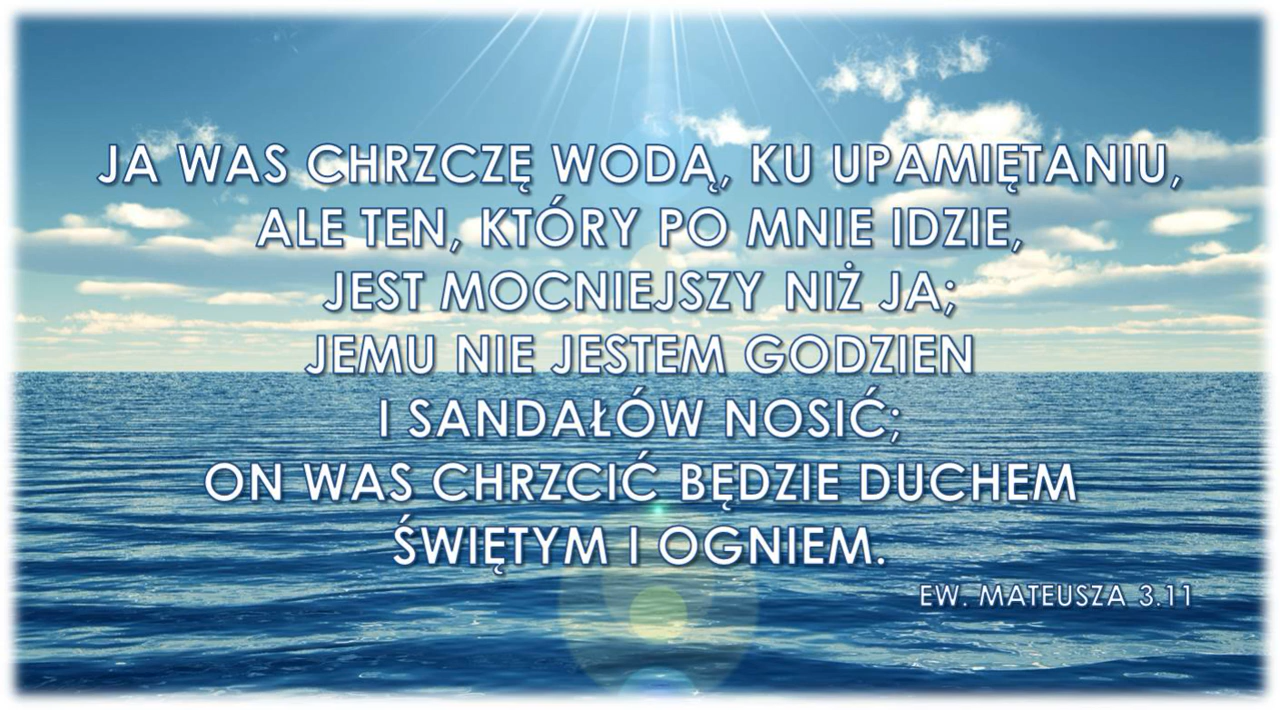 JA WAS CHRZCZĘ WODĄ, KU UPAMIĘTANIU,
ALE TEN, KTÓRY PO MNIE IDZIE,
JEST MOCNIEJSZY NIŻ JA;
JEMU NIE JESTEM GODZIEN
I SANDAŁÓW NOSIĆ;
ON WAS CHRZCIĆ BĘDZIE DUCHEM
ŚWIĘTYM I OGNIEM.
EW. MATEUSZA 3.11